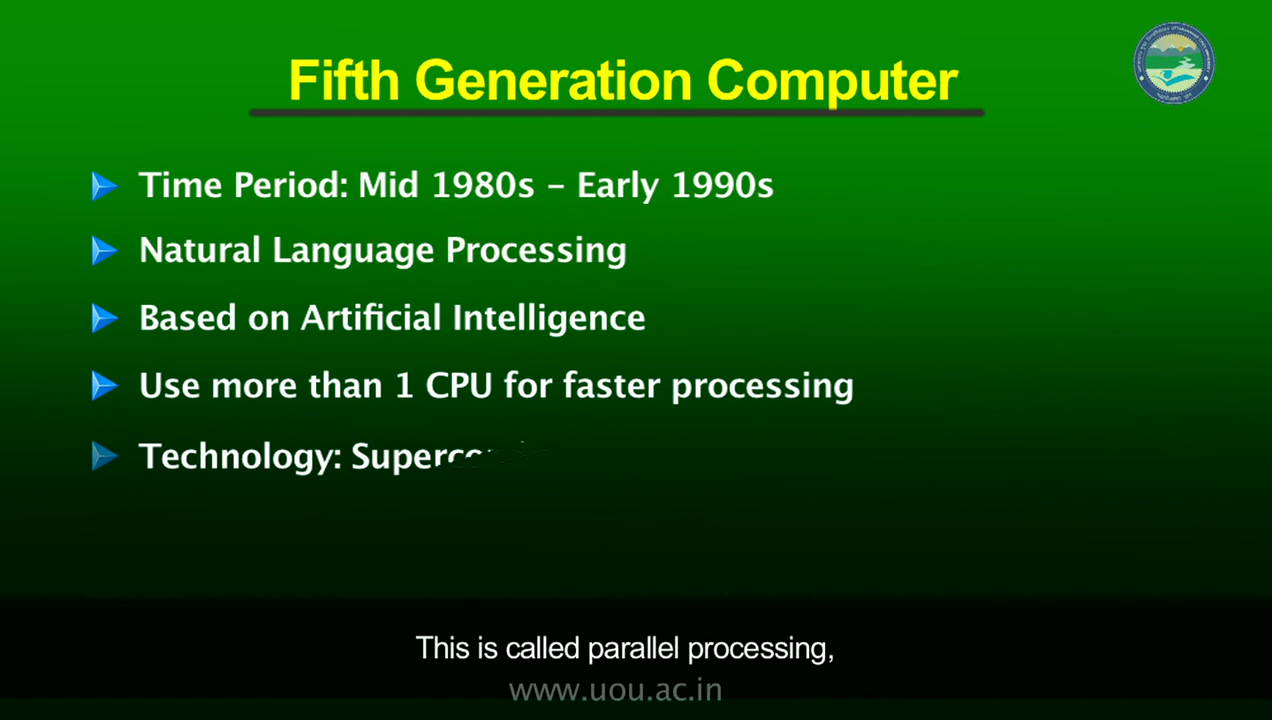 Fifth Generation Computer
Time Period: Mid 1980s – Early 1990s
Natural Language Processing
Based on Artificial Intelligence
Use more than 1 CPU for faster processing
Technology:
This is called parallel processing,
www.uou.ac.in